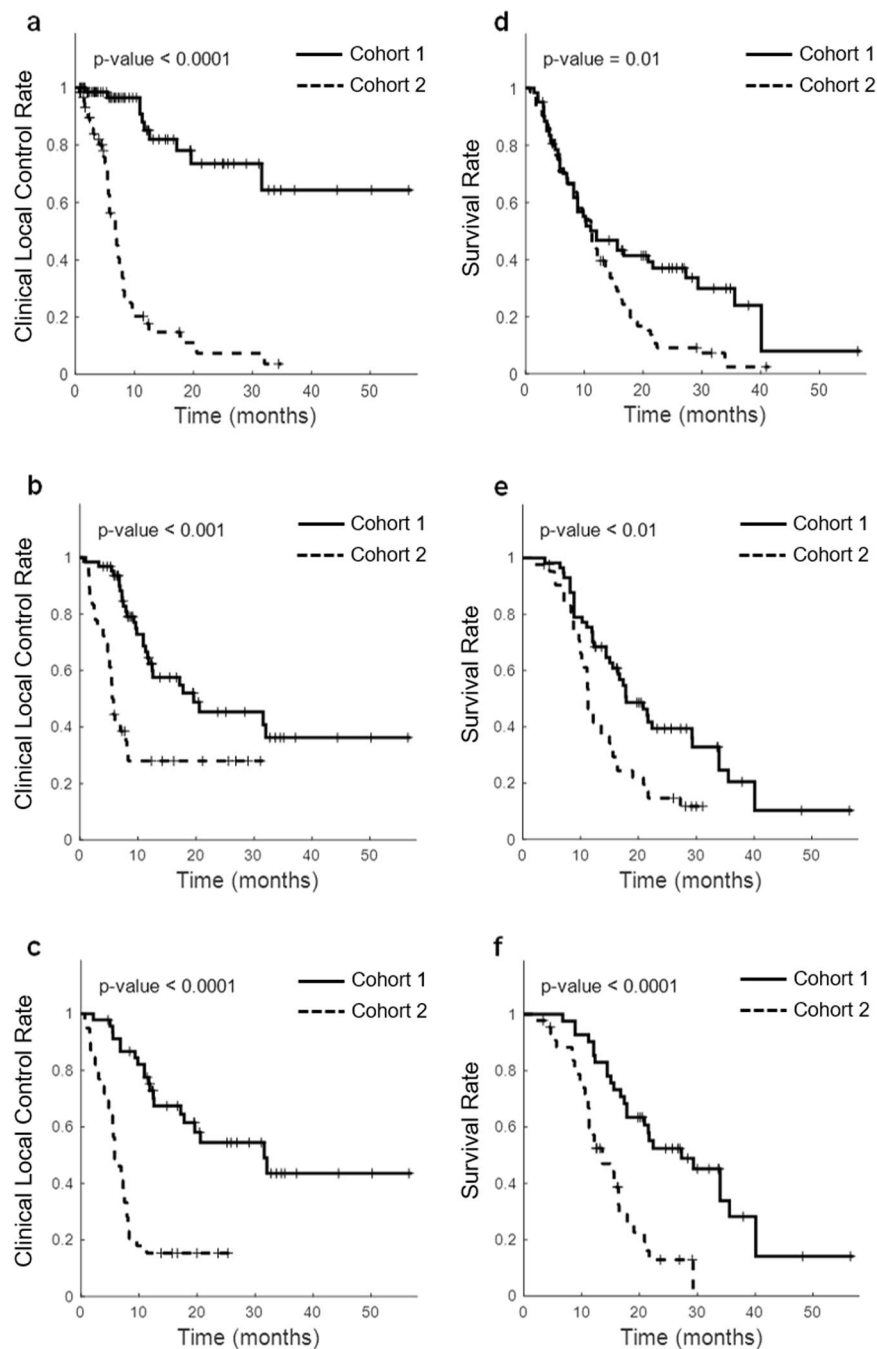 a
p-value < 0.0001
Cohort 1
Cohort 2
Clinical Local Control Rate
1
0.8
0.6
0.4
0.2
0
0 10 20 30 40 50
Time (months)
d
p-value = 0.01
Cohort 1
Cohort 2
Survival Rate
1
0.8
0.6
0.4
0.2
0
0 10 20 30 40 50
Time (months)
b
p-value < 0.001
Cohort 1
Cohort 2
Clinical Local Control Rate
1
0.8
0.6
0.4
0.2
0
0 10 20 30 40 50
Time (months)
e
p-value < 0.01
Cohort 1
Cohort 2
Survival Rate
1
0.8
0.6
0.4
0.2
0
0 10 20 30 40 50
Time (months)
c
p-value < 0.0001
Cohort 1
Cohort 2
Clinical Local Control Rate
1
0.8
0.6
0.4
0.2
0
0 10 20 30 40 50
Time (months)
f
p-value < 0.0001
Cohort 1
Cohort 2
Survival Rate
1
0.8
0.6
0.4
0.2
0
0 10 20 30 40 50
Time (months)